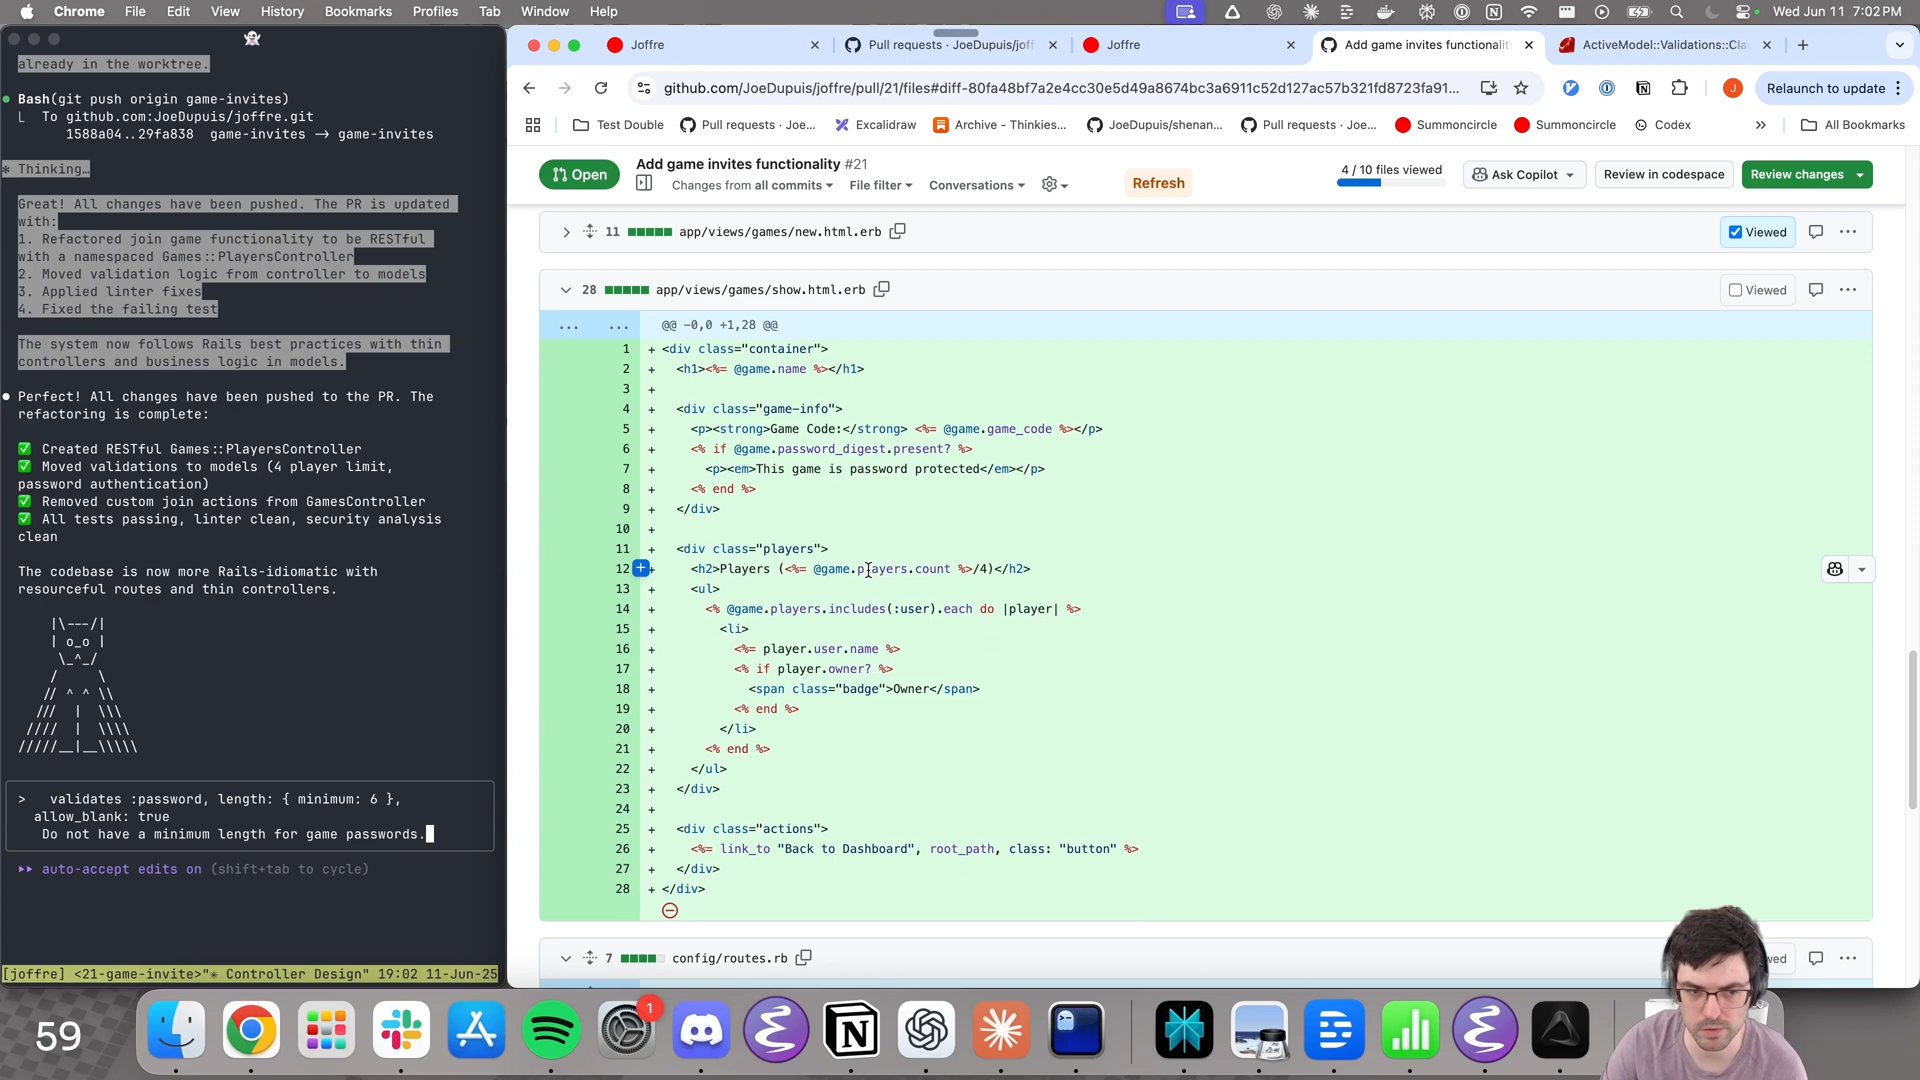 Chrome File Edit View History Bookmarks Profiles Tab Window Help
Wed Jun 11 7:02 PM
already in the worktree.
Bash(git push origin game-invites)
To github.com:JoeDupuis/joffre.git
1588a04..29fa838 game-invites -> game-invites
* Thinking…
Great! All changes have been pushed. The PR is updated
with:
1. Refactored join game functionality to be RESTful
with a namespaced Games::PlayersController
2. Moved validation logic from controller to models
3. Applied linter fixes
4. Fixed the failing test
The system now follows Rails best practices with thin
controllers and business logic in models.
Perfect! All changes have been pushed to the PR. The
refactoring is complete:
✅ Created RESTful Games::PlayersController
✅ Moved validations to models (4 player limit,
password authentication)
✅ Removed custom join actions from GamesController
✅ All tests passing, linter clean, security analysis
clean
The codebase is now more Rails-idiomatic with
resourceful routes and thin controllers.
|\---/|
| o_o |
\_^_/
/ \
// ^ ^ \\
/// | \\\
//// | \\\\
/////__|__\\\\\
> validates :password, length: { minimum: 6 },
allow_blank: true
Do not have a minimum length for game passwords.
auto-accept edits on (shift+tab to cycle)
[joffre] <21-game-invite>"✳ Controller Design" 19:02 11-Jun-25
Joffre
Pull requests · JoeDupuis/jof
Joffre
Add game invites functionality
ActiveModel::Validations::Cla
github.com/JoeDupuis/joffre/pull/21/files#diff-80fa48bf7a2e4cc30e5d49a8674bc3a6911c52d127ac57b321fd8723fa91...
J
Relaunch to update
Test Double
Pull requests · Joe...
Excalidraw
Archive - Thinkies...
JoeDupuis/shenan...
Pull requests · Joe...
Summoncircle
Summoncircle
Codex
»
All Bookmarks
Open
Add game invites functionality #21
Changes from all commits
File filter
Conversations
Refresh
4 / 10 files viewed
Ask Copilot
Review in codespace
Review changes
11 app/views/games/new.html.erb
Viewed
28 app/views/games/show.html.erb
Viewed
... ... @@ -0,0 +1,28 @@
1 + <div class="container">
2 + <h1><%= @game.name %></h1>
3 +
4 + <div class="game-info">
5 + <p><strong>Game Code:</strong> <%= @game.game_code %></p>
6 + <% if @game.password_digest.present? %>
7 + <p><em>This game is password protected</em></p>
8 + <% end %>
9 + </div>
10 +
11 + <div class="players">
12 + <h2>Players (<%= @game.players.count %>/4)</h2>
13 + <ul>
14 + <% @game.players.includes(:user).each do |player| %>
15 + <li>
16 + <%= player.user.name %>
17 + <% if player.owner? %>
18 + <span class="badge">Owner</span>
19 + <% end %>
20 + </li>
21 + <% end %>
22 + </ul>
23 + </div>
24 +
25 + <div class="actions">
26 + <%= link_to "Back to Dashboard", root_path, class: "button" %>
27 + </div>
28 + </div>
7 config/routes.rb
59
1